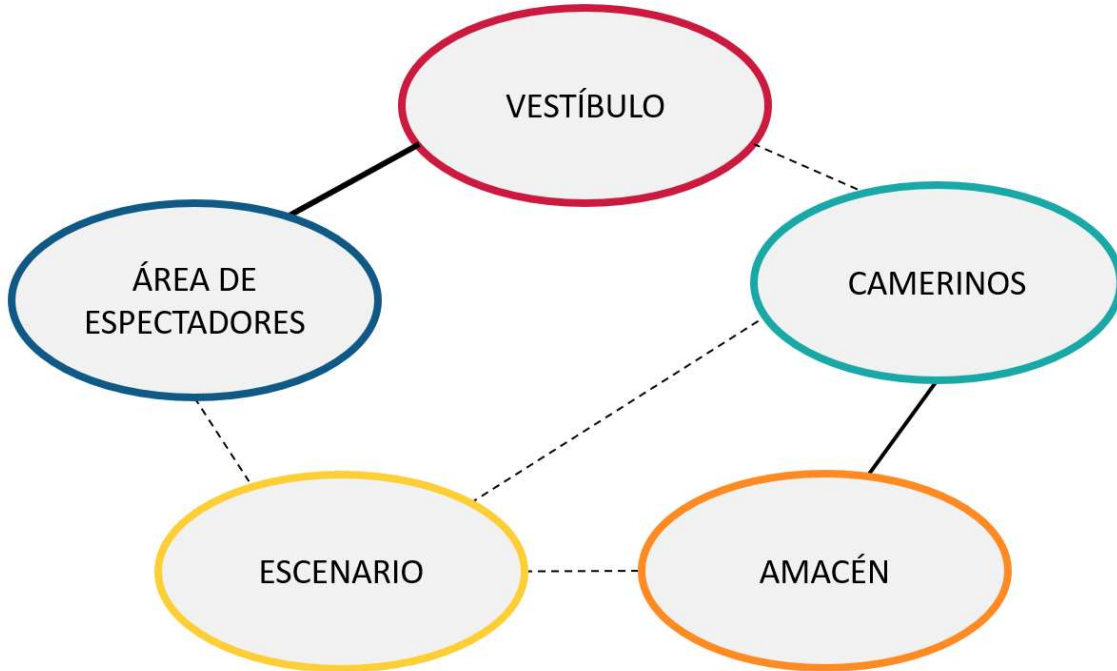 VESTÍBULO
ÁREA DE
ESPECTADORES
CAMERINOS
ESCENARIO
AMACÉN